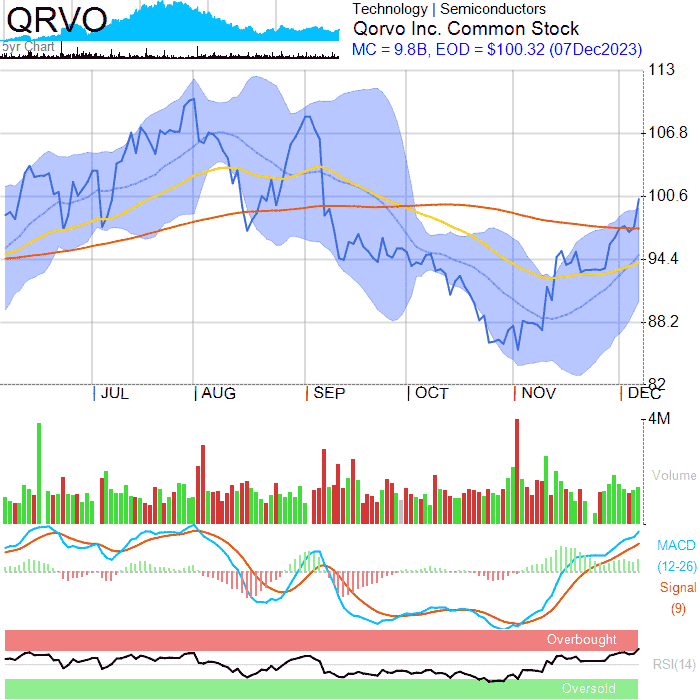 QRVO
5yr Chart
Technology | Semiconductors
Qorvo Inc. Common Stock
MC = 9.8B, EOD = $100.32 (07Dec2023)
113
106.8
100.6
94.4
88.2
82
JUL
AUG
SEP
OCT
NOV
DEC
4M
Volume
MACD
(12-26)
Signal
(9)
Overbought
RSI(14)
Oversold